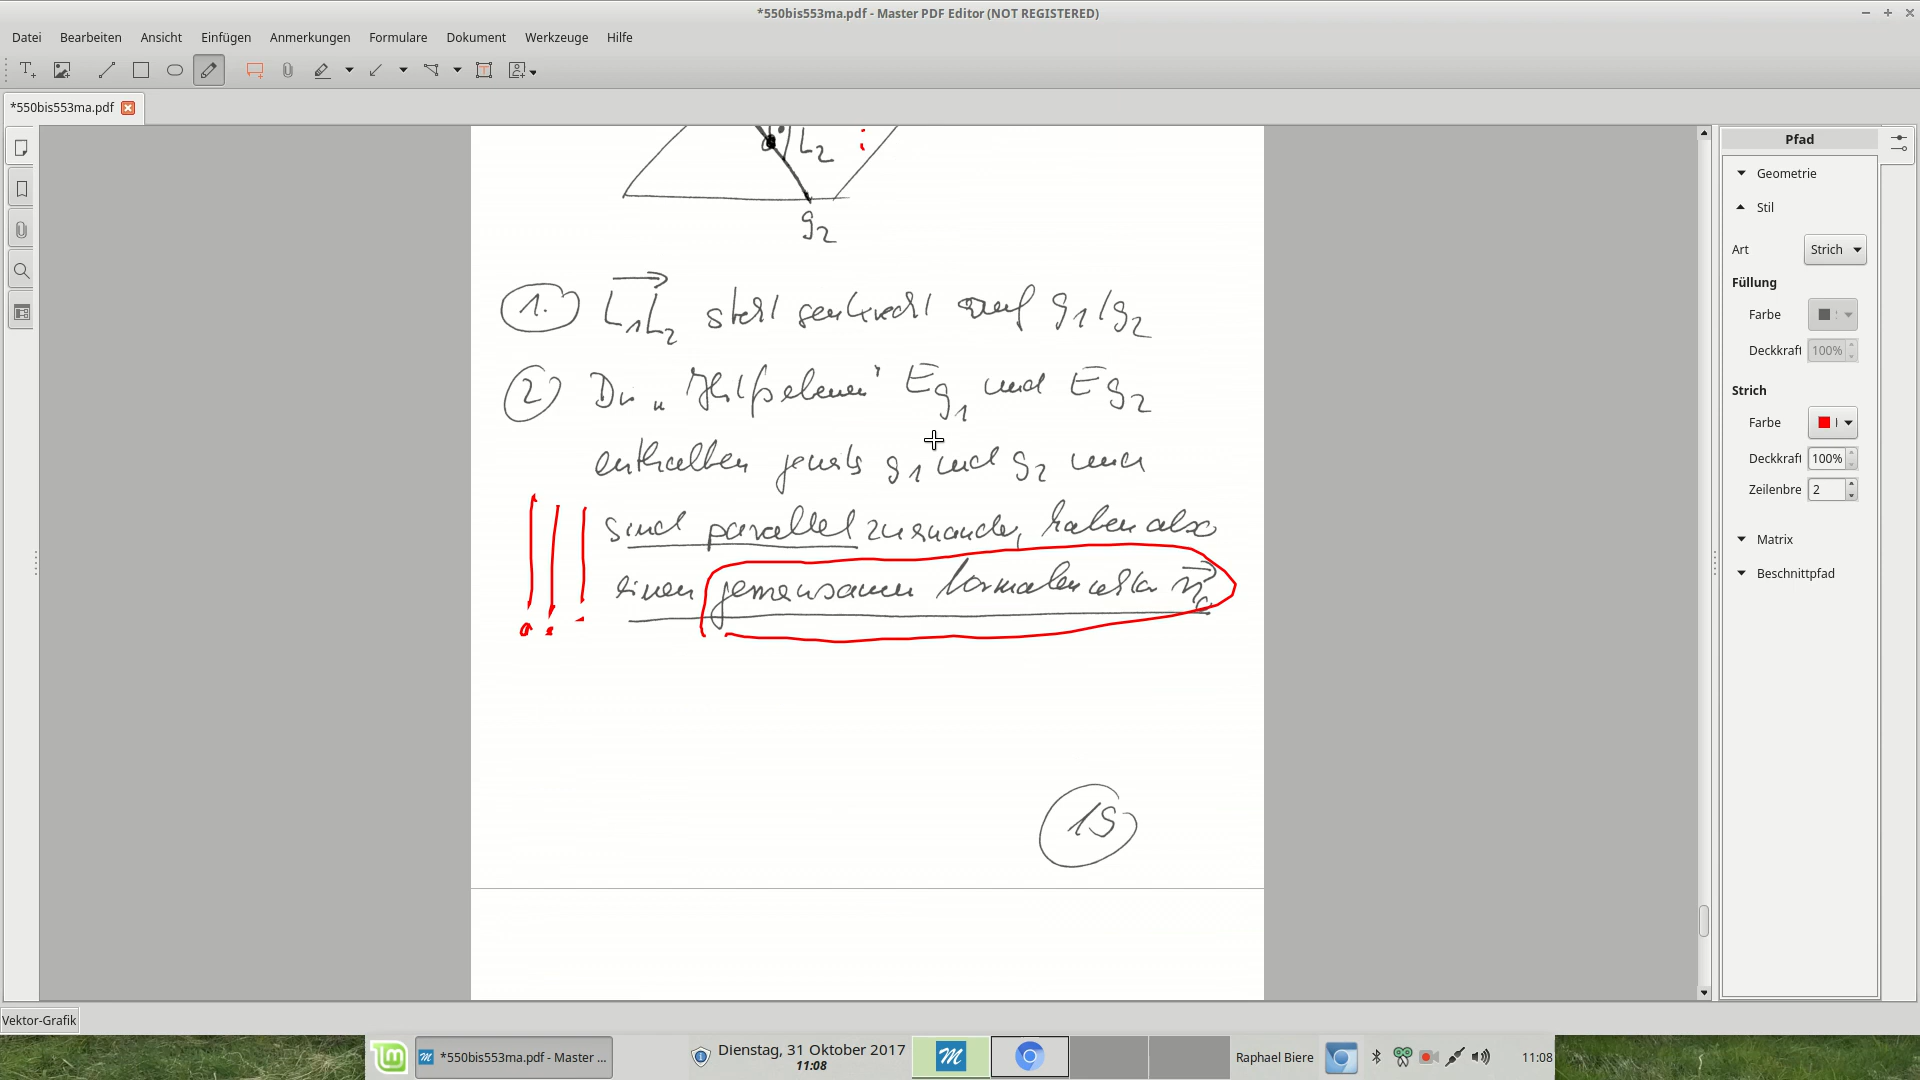 *550bis553ma.pdf - Master PDF Editor (NOT REGISTERED)
Datei Bearbeiten Ansicht Einfügen Anmerkungen Formulare Dokument Werkzeuge Hilfe
*550bis553ma.pdf
L2
g2
1. L1L2 steht senkrecht auf g1/g2
2 Die „Hilfsebenen" Eg1 und Eg2
enthalten jeweils g1 und g2 und
sind parallel zueinander, haben also
!!! einen gemeinsamen Normalenvektor n
19
Pfad
Geometrie
Stil
Art Strich
Füllung
Farbe
Deckkraft 100%
Strich
Farbe
Deckkraft 100%
Zeilenbre 2
Matrix
Beschnittpfad
Vektor-Grafik
*550bis553ma.pdf - Master ...
Dienstag, 31 Oktober 2017
11:08
Raphael Biere
11:08